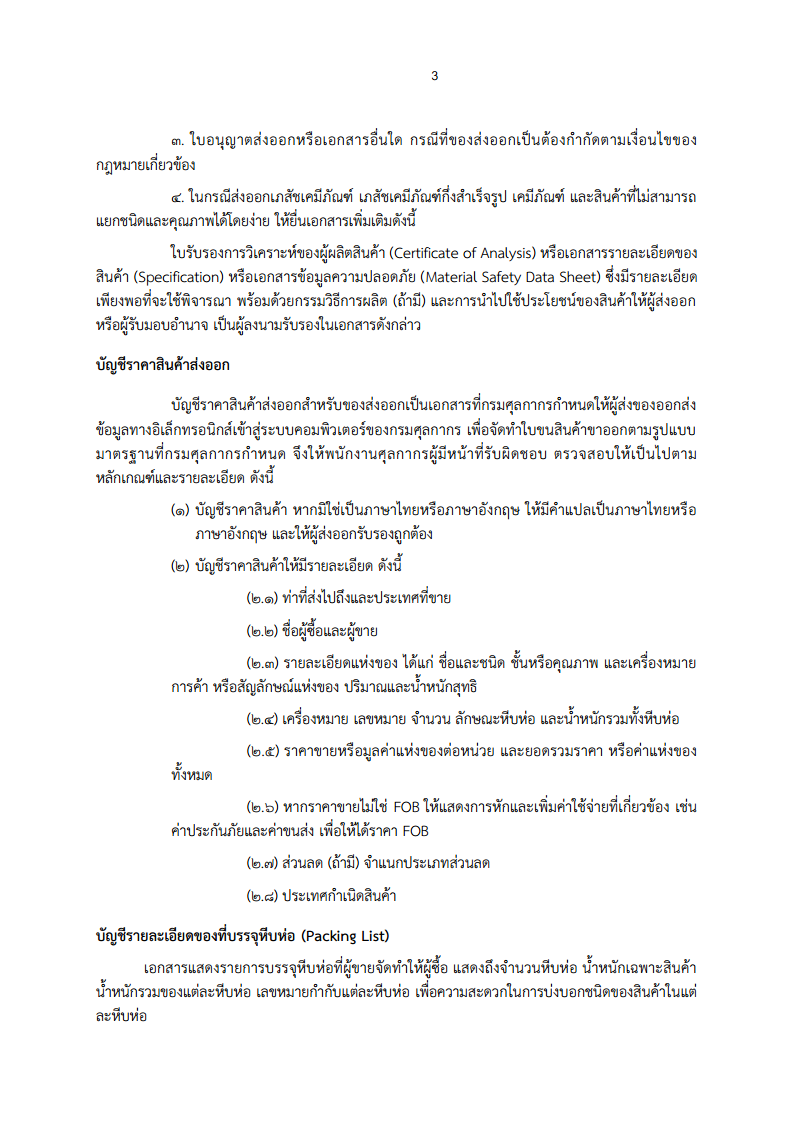 3
๓. ใบอนุญาตส่งออกหรือเอกสารอื่นใด กรณีที่ของส่งออกเป็นต้องกำกัดตามเงื่อนไขของ
กฎหมายเกี่ยวข้อง
๔. ในกรณีส่งออกเภสัชเคมีภัณฑ์ เภสัชเคมีภัณฑ์กึ่งสำเร็จรูป เคมีภัณฑ์ และสินค้าที่ไม่สามารถ
แยกชนิดและคุณภาพได้โดยง่าย ให้ยื่นเอกสารเพิ่มเติมดังนี้
ใบรับรองการวิเคราะห์ของผู้ผลิตสินค้า (Certificate of Analysis) หรือเอกสารรายละเอียดของ
สินค้า (Specification) หรือเอกสารข้อมูลความปลอดภัย (Material Safety Data Sheet) ซึ่งมีรายละเอียด
เพียงพอที่จะใช้พิจารณา พร้อมด้วยกรรมวิธีการผลิต (ถ้ามี) และการนำไปใช้ประโยชน์ของสินค้าให้ผู้ส่งออก
หรือผู้รับมอบอำนาจ เป็นผู้ลงนามรับรองในเอกสารดังกล่าว
บัญชีราคาสินค้าส่งออก
บัญชีราคาสินค้าส่งออกสำหรับของส่งออกเป็นเอกสารที่กรมศุลกากรกำหนดให้ผู้ส่งของออกส่ง
ข้อมูลทางอิเล็กทรอนิกส์เข้าสู่ระบบคอมพิวเตอร์ของกรมศุลกากร เพื่อจัดทำใบขนสินค้าขาออกตามรูปแบบ
มาตรฐานที่กรมศุลกากรกำหนด จึงให้พนักงานศุลกากรผู้มีหน้าที่รับผิดชอบ ตรวจสอบให้เป็นไปตาม
หลักเกณฑ์และรายละเอียด ดังนี้
(๑) บัญชีราคาสินค้า หากมิใช่เป็นภาษาไทยหรือภาษาอังกฤษ ให้มีคำแปลเป็นภาษาไทยหรือ
ภาษาอังกฤษ และให้ผู้ส่งออกรับรองถูกต้อง
(๒) บัญชีราคาสินค้าให้มีรายละเอียด ดังนี้
(๒.๑) ท่าที่ส่งไปถึงและประเทศที่ขาย
(๒.๒) ชื่อผู้ซื้อและผู้ขาย
(๒.๓) รายละเอียดแห่งของ ได้แก่ ชื่อและชนิด ชั้นหรือคุณภาพ และเครื่องหมาย
การค้า หรือสัญลักษณ์แห่งของ ปริมาณและน้ำหนักสุทธิ
(๒.๔) เครื่องหมาย เลขหมาย จำนวน ลักษณะหีบห่อ และน้ำหนักรวมทั้งหีบห่อ
(๒.๕) ราคาขายหรือมูลค่าแห่งของต่อหน่วย และยอดรวมราคา หรือค่าแห่งของ
ทั้งหมด
(๒.๖) หากราคาขายไม่ใช่ FOB ให้แสดงการหักและเพิ่มค่าใช้จ่ายที่เกี่ยวข้อง เช่น
ค่าประกันภัยและค่าขนส่ง เพื่อให้ได้ราคา FOB
(๒.๗) ส่วนลด (ถ้ามี) จำแนกประเภทส่วนลด
(๒.๘) ประเทศกำเนิดสินค้า
บัญชีรายละเอียดของที่บรรจุหีบห่อ (Packing List)
เอกสารแสดงรายการบรรจุหีบห่อที่ผู้ขายจัดทำให้ผู้ซื้อ แสดงถึงจำนวนหีบห่อ น้ำหนักเฉพาะสินค้า
น้ำหนักรวมของแต่ละหีบห่อ เลขหมายกำกับแต่ละหีบห่อ เพื่อความสะดวกในการบ่งบอกชนิดของสินค้าในแต่
ละหีบห่อ